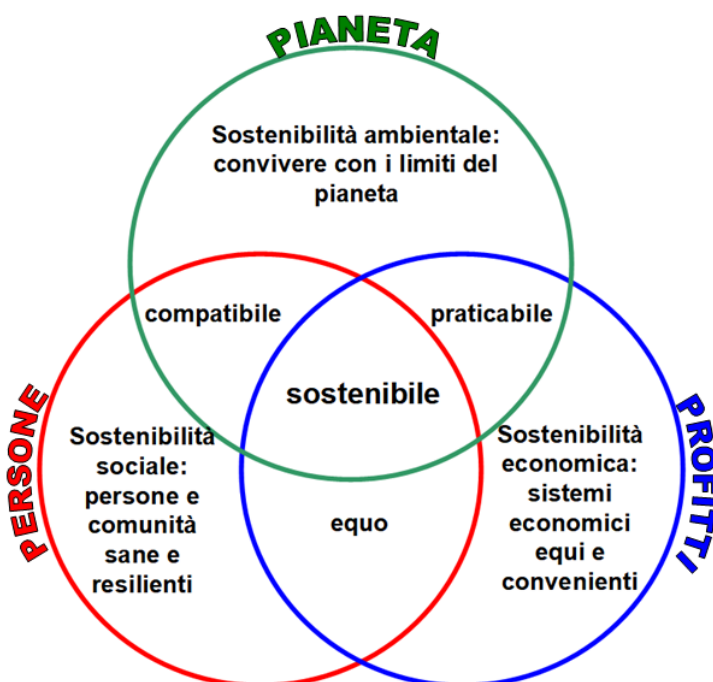 PIANETA
Sostenibilità ambientale:
convivere con i limiti del
pianeta
compatibile
praticabile
sostenibile
PERSONE
Sostenibilità
sociale:
persone e
comunità
sane e
resilienti
equo
PROFITTI
Sostenibilità
economica:
sistemi
economici
equi e
convenienti